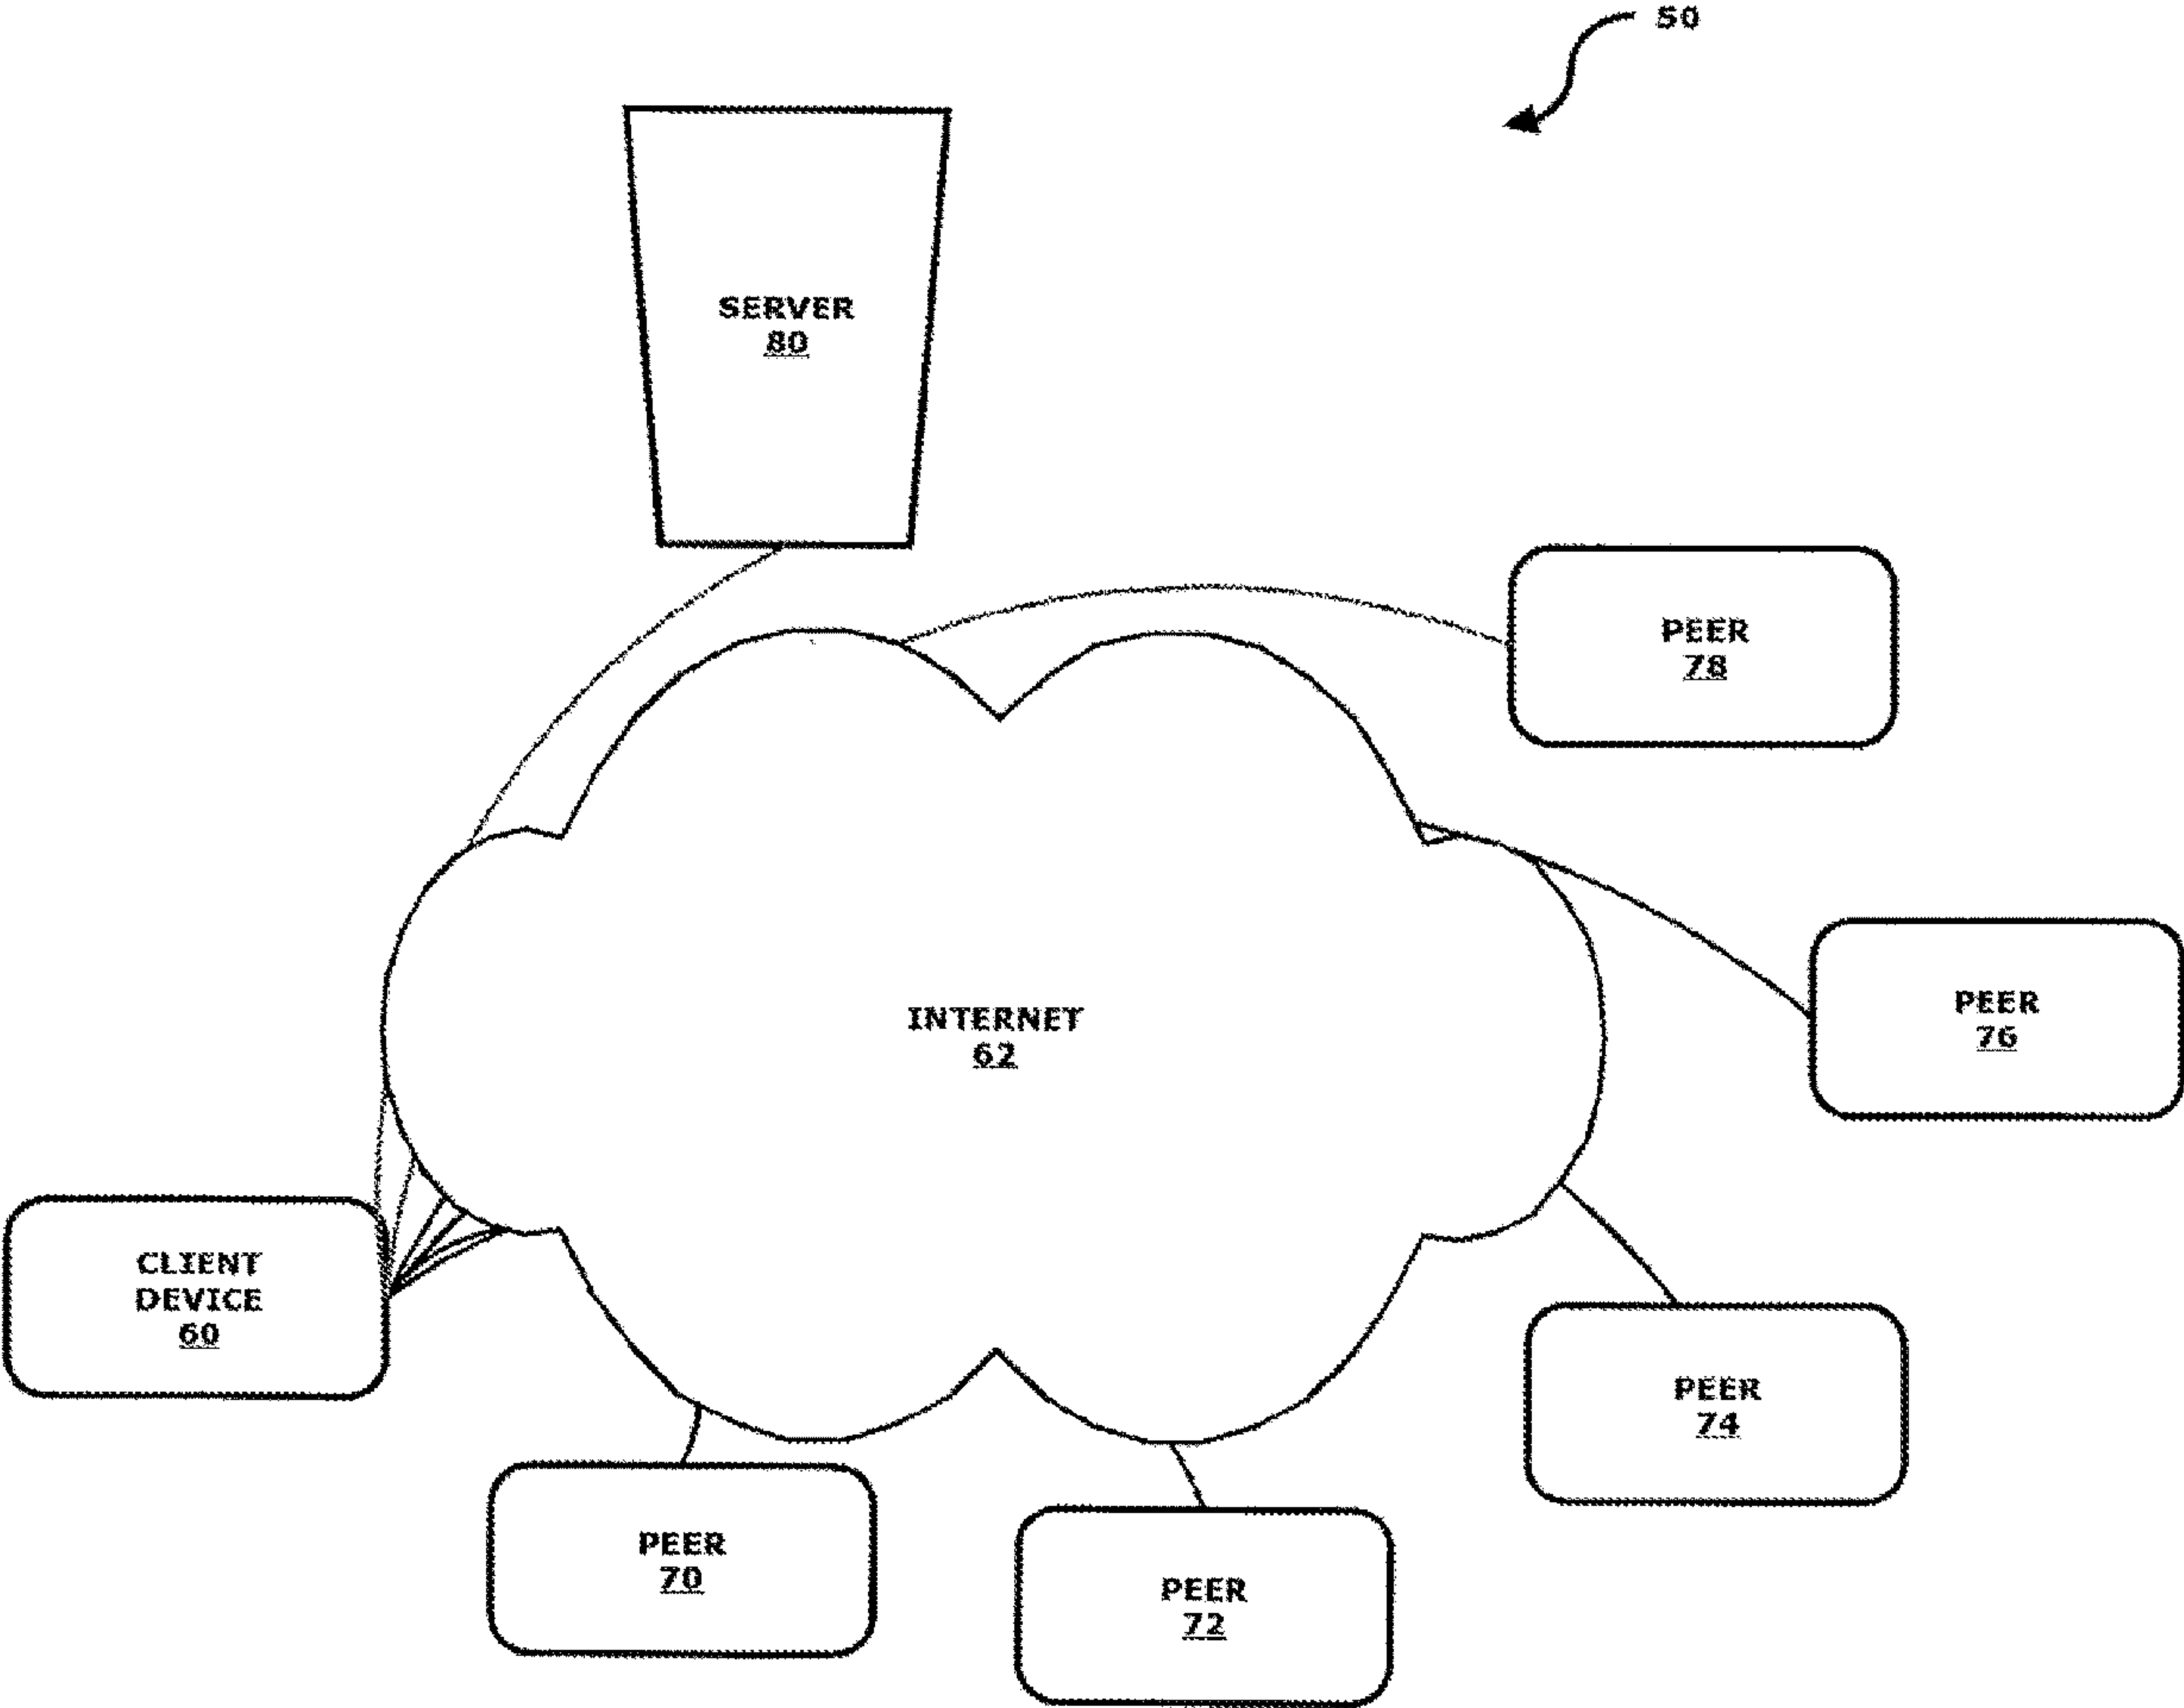 50
SERVER
80
PEER
78
INTERNET
62
PEER
76
CLIENT
DEVICE
60
PEER
74
PEER
70
PEER
72